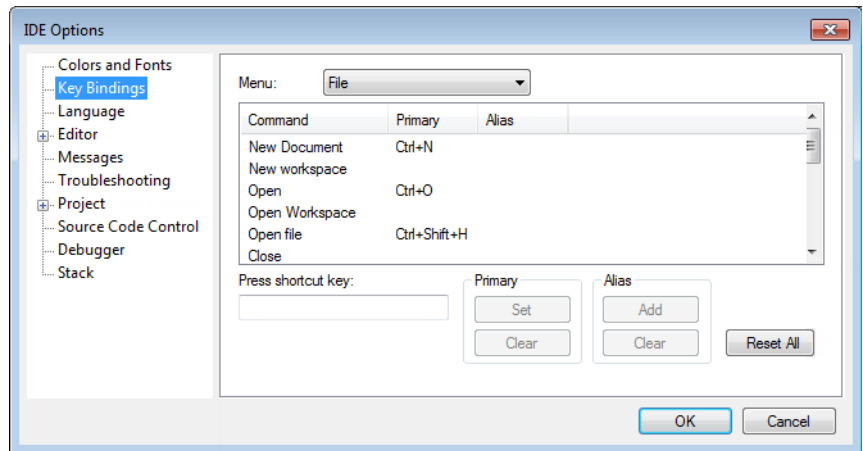 IDE Options
Colors and Fonts
Key Bindings
Language
Editor
Messages
Troubleshooting
Project
Source Code Control
Debugger
Stack
Menu: File
Command Primary Alias
New Document Ctrl+N
New workspace
Open Ctrl+O
Open Workspace
Open file Ctrl+Shift+H
Close
Press shortcut key:
Primary Alias
Set Add
Clear Clear
Reset All
OK Cancel